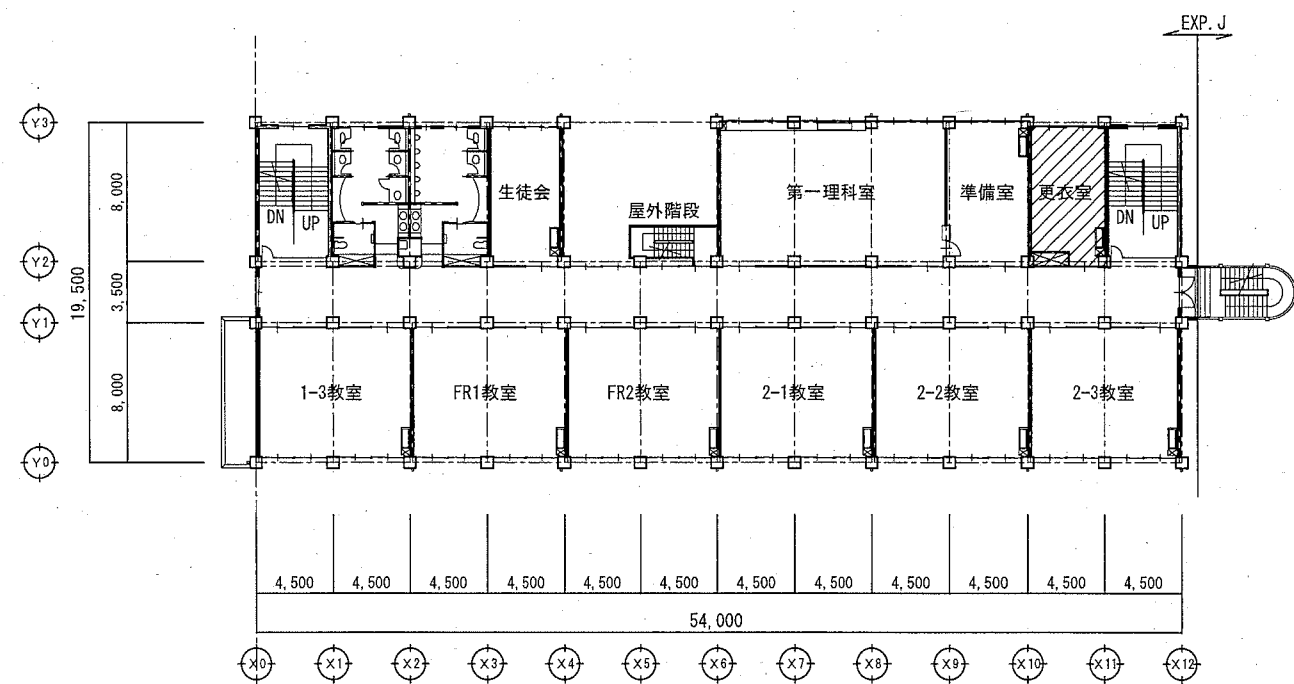 EXP. J
Y3
Y2
Y1
Y0
8,000
3,500
8,000
19,500
DN
UP
生徒会
屋外階段
第一理科室
準備室
更衣室
DN
UP
1-3教室
FR1教室
FR2教室
2-1教室
2-2教室
2-3教室
4,500 4,500 4,500 4,500 4,500 4,500 4,500 4,500 4,500 4,500 4,500 4,500
54,000
X0 X1 X2 X3 X4 X5 X6 X7 X8 X9 X10 X11 X12